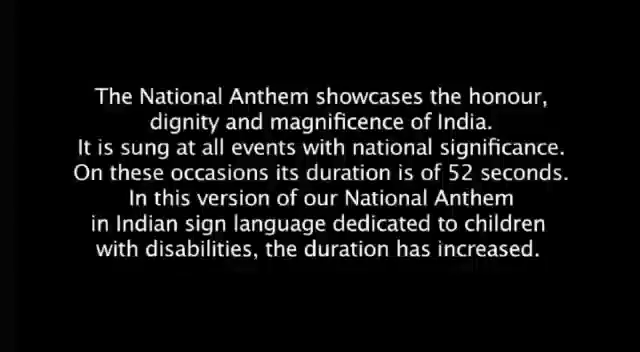 The National Anthem showcases the honour,
dignity and magnificence of India.
It is sung at all events with national significance.
On these occasions its duration is of 52 seconds.
In this version of our National Anthem
in Indian sign language dedicated to children
with disabilities, the duration has increased.